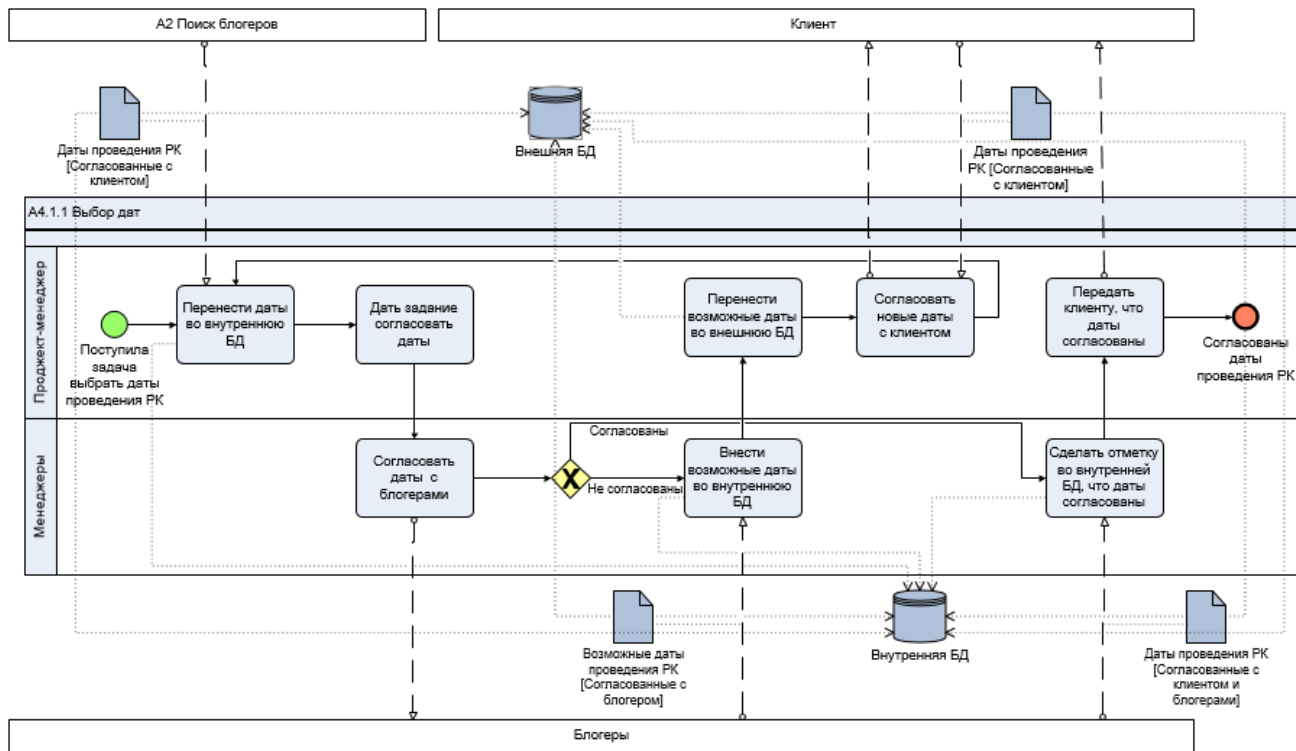 А2 Поиск блогеров
Клиент
Даты проведения РК
[Согласованные с
клиентом]
Внешняя БД
Даты проведения
РК [Согласованные
с клиентом]
А4.1.1 Выбор дат
Проджект-менеджер
Поступила
задача
выбрать даты
проведения РК
Перенести даты
во внутреннюю
БД
Дать задание
согласовать
даты
Перенести
возможные даты
во внешнюю БД
Согласовать
новые даты
с клиентом
Передать
клиенту, что
даты
согласованы
Согласованы
даты
проведения РК
Менеджеры
Согласовать
даты с
блогерами
Согласованы
Не согласованы
Внести
возможные даты
во внутреннюю
БД
Сделать отметку
во внутренней
БД, что даты
согласованы
Возможные даты
проведения РК
[Согласованные с
блогером]
Внутренняя БД
Даты проведения РК
[Согласованные с
клиентом и
блогерами]
Блогеры